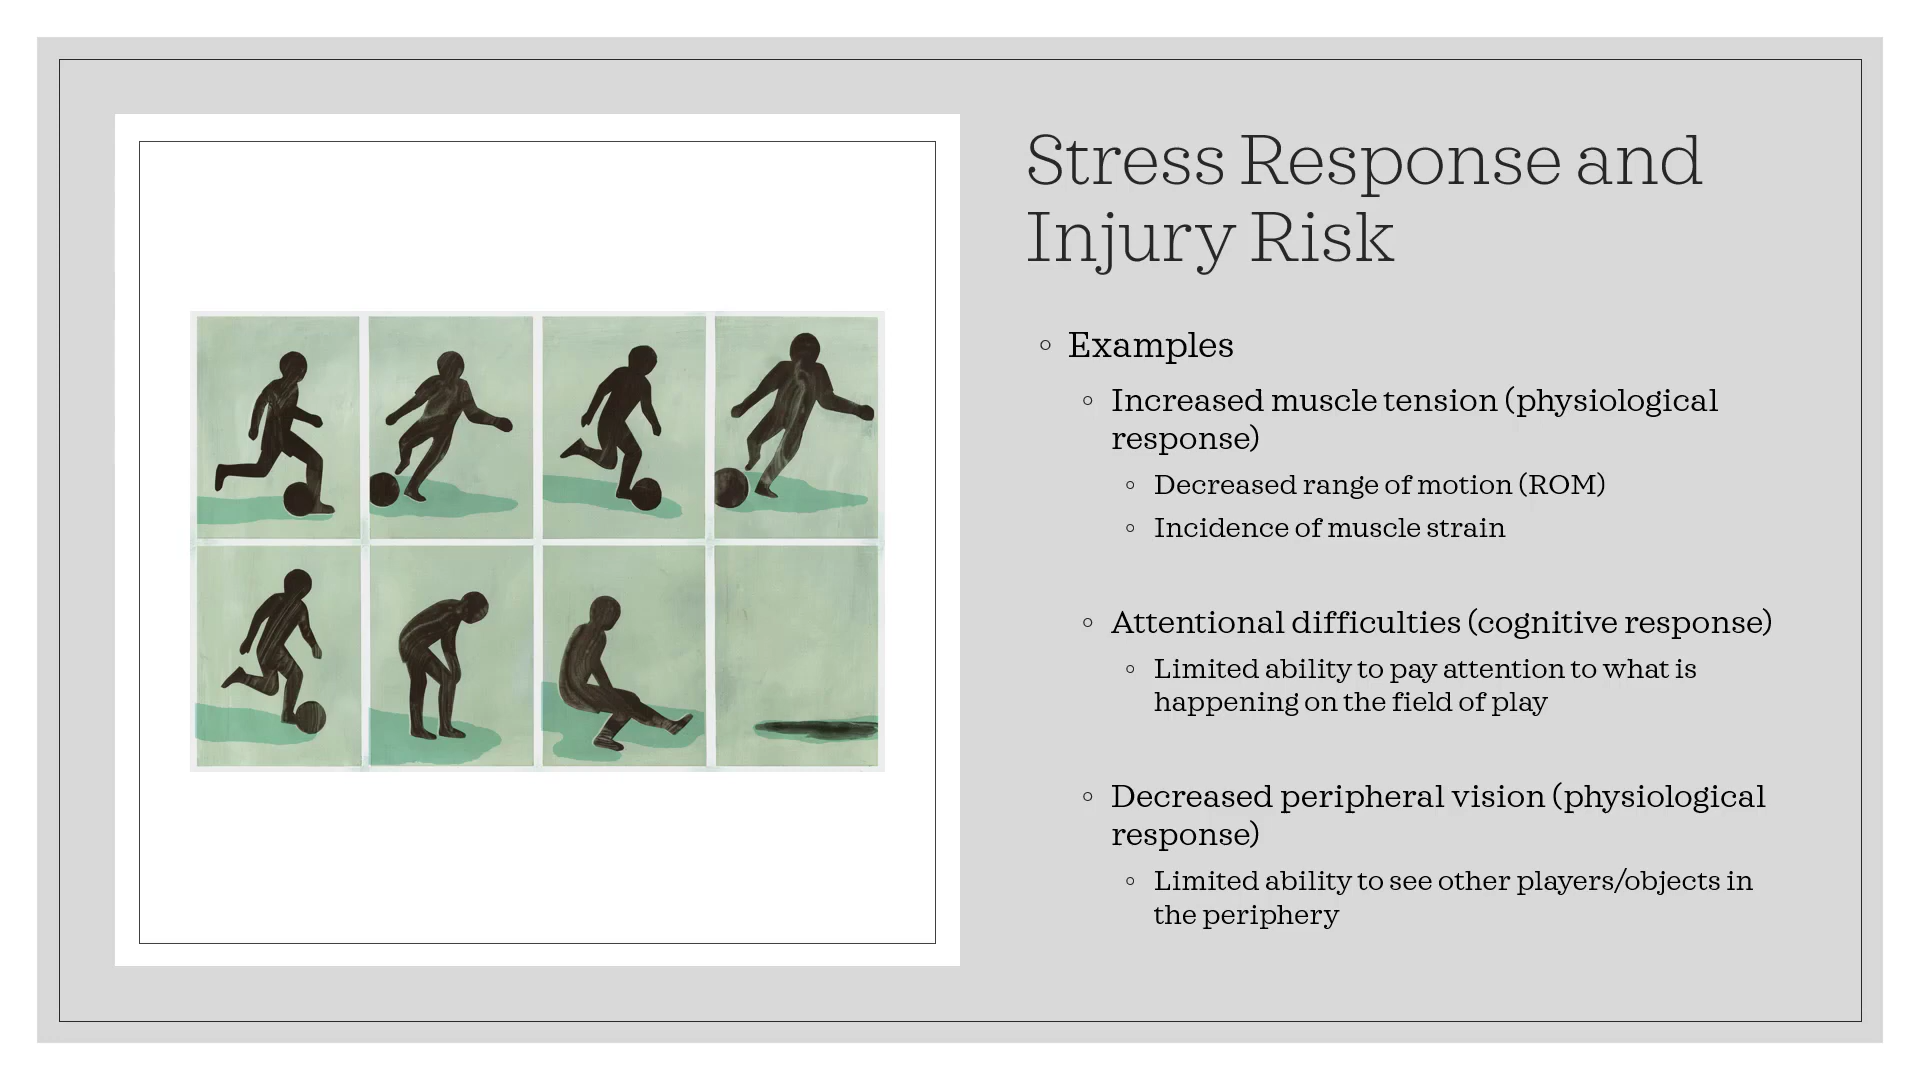 Stress Response and
Injury Risk
◦ Examples
◦ Increased muscle tension (physiological
response)
◦ Decreased range of motion (ROM)
◦ Incidence of muscle strain
◦ Attentional difficulties (cognitive response)
◦ Limited ability to pay attention to what is
happening on the field of play
◦ Decreased peripheral vision (physiological
response)
◦ Limited ability to see other players/objects in
the periphery